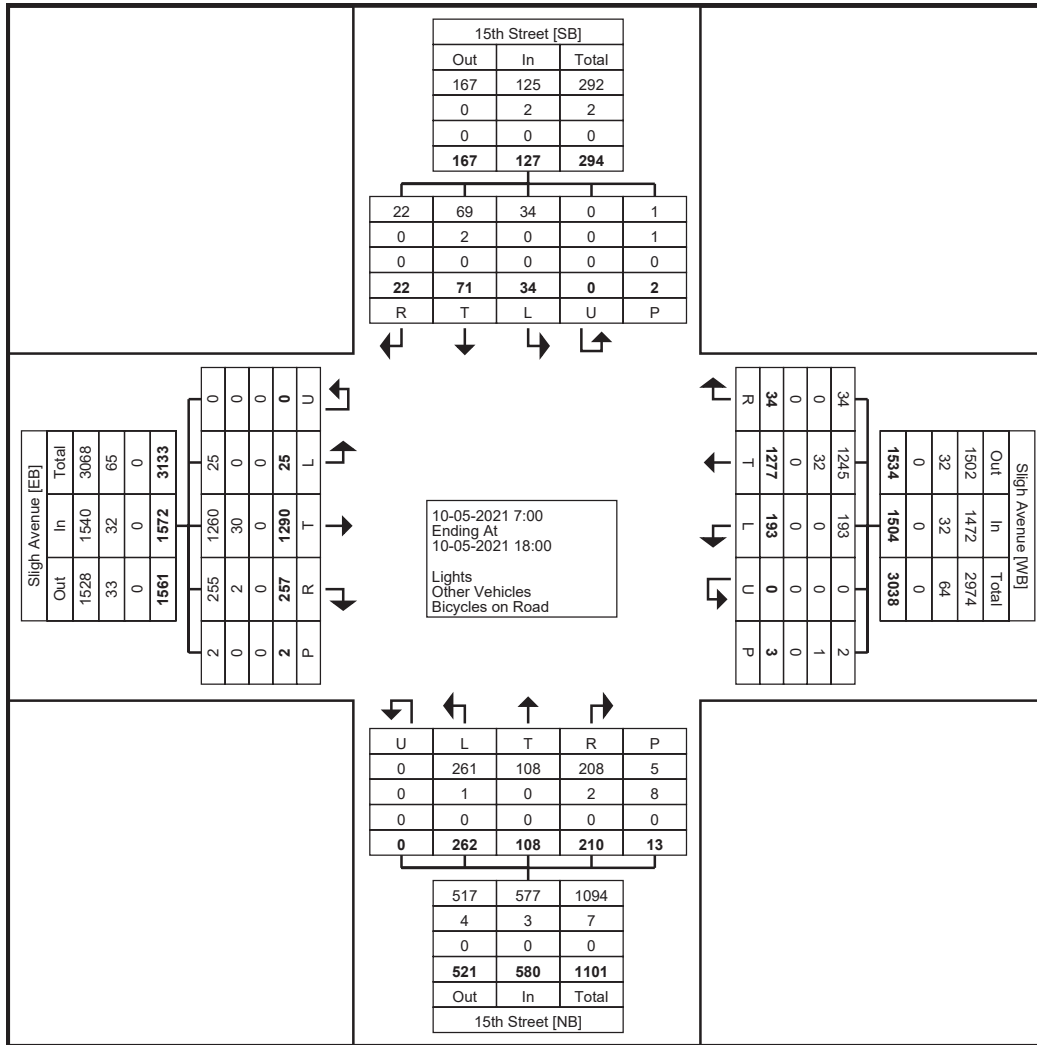 15th Street [SB]
Out In Total
167 125 292
0 2 2
0 0 0
167 127 294
22 69 34 0 1
0 2 0 0 1
0 0 0 0 0
22 71 34 0 2
R T L U P
Sligh Avenue [EB]
Total In Out
3068 1540 1528
65 32 33
0 0 0
3133 1572 1561
0 25 1260 255 2
0 0 30 2 0
0 0 0 0 0
0 25 1290 257 2
U L T R P
10-05-2021 7:00
Ending At
10-05-2021 18:00
Lights
Other Vehicles
Bicycles on Road
R T L U P
34 1277 193 0 3
0 0 0 0 0
0 32 0 0 1
34 1245 193 0 2
1534 1504 3038
0 0 0
32 32 64
1502 1472 2974
Out In Total
Sligh Avenue [WB]
U L T R P
0 261 108 208 5
0 1 0 2 8
0 0 0 0 0
0 262 108 210 13
517 577 1094
4 3 7
0 0 0
521 580 1101
Out In Total
15th Street [NB]